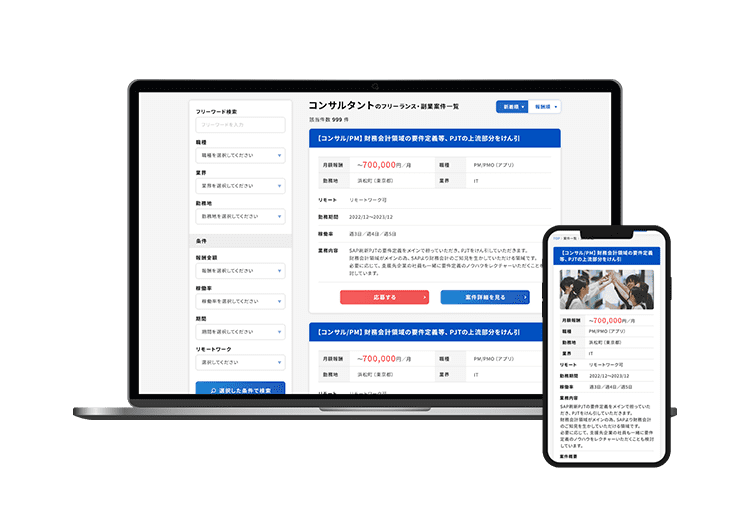 フリーワード検索
フリーワードを入力
職種
職種を選択してください
業界
業界を選択してください
勤務地
勤務地を選択してください
条件
報酬金額
報酬を選択してください
稼働率
稼働率を選択してください
期間
期間を選択してください
リモートワーク
選択してください
選択した条件で検索
コンサルタントのフリーランス・副業案件一覧
新着順
報酬順
該当件数 999 件
【コンサル/PM】財務会計領域の要件定義等、PJTの上流部分をけん引
月額報酬 〜700,000円／月 職種 PM/PMO（アプリ）
勤務地 浜松町（東京都） 業界 IT
リモート リモートワーク可
勤務期間 2022/12〜2023/12
稼働率 週3日／週4日／週5日
業務内容 SAP刷新PJTの要件定義をメインで担っていただき、PJTをけん引していただきます。
財務会計領域がメインの為、SAPより財務会計のご知見を生かしていただける領域です。
必要に応じて、支援先企業の社員も一緒に要件定義のノウハウをレクチャーいただくことも検
討しています。
応募する
案件詳細を見る
【コンサル/PM】財務会計領域の要件定義等、PJTの上流部分をけん引
月額報酬 〜700,000円／月 職種 PM/PMO（アプリ）
勤務地 浜松町（東京都） 業界 IT
リモート リモートワーク可
TOP 案件一覧
【コンサル/PM】財務会計領域の要件定義
等、PJTの上流部分をけん引
月額報酬 〜700,000円／月
職種 PM/PMO（アプリ）
勤務地 浜松町（東京都）
業界 IT
リモート リモートワーク可
勤務期間 2022/12〜2023/12
稼働率 週3日／週4日／週5日
業務内容
SAP刷新PJTの要件定義をメインで担っていただ
き、PJTをけん引していただきます。
財務会計領域がメインの為、SAPより財務会計
のご知見を生かしていただける領域です。
必要に応じて、支援先企業の社員も一緒に要件
定義のノウハウをレクチャーいただくことも検討
しています。
案件概要